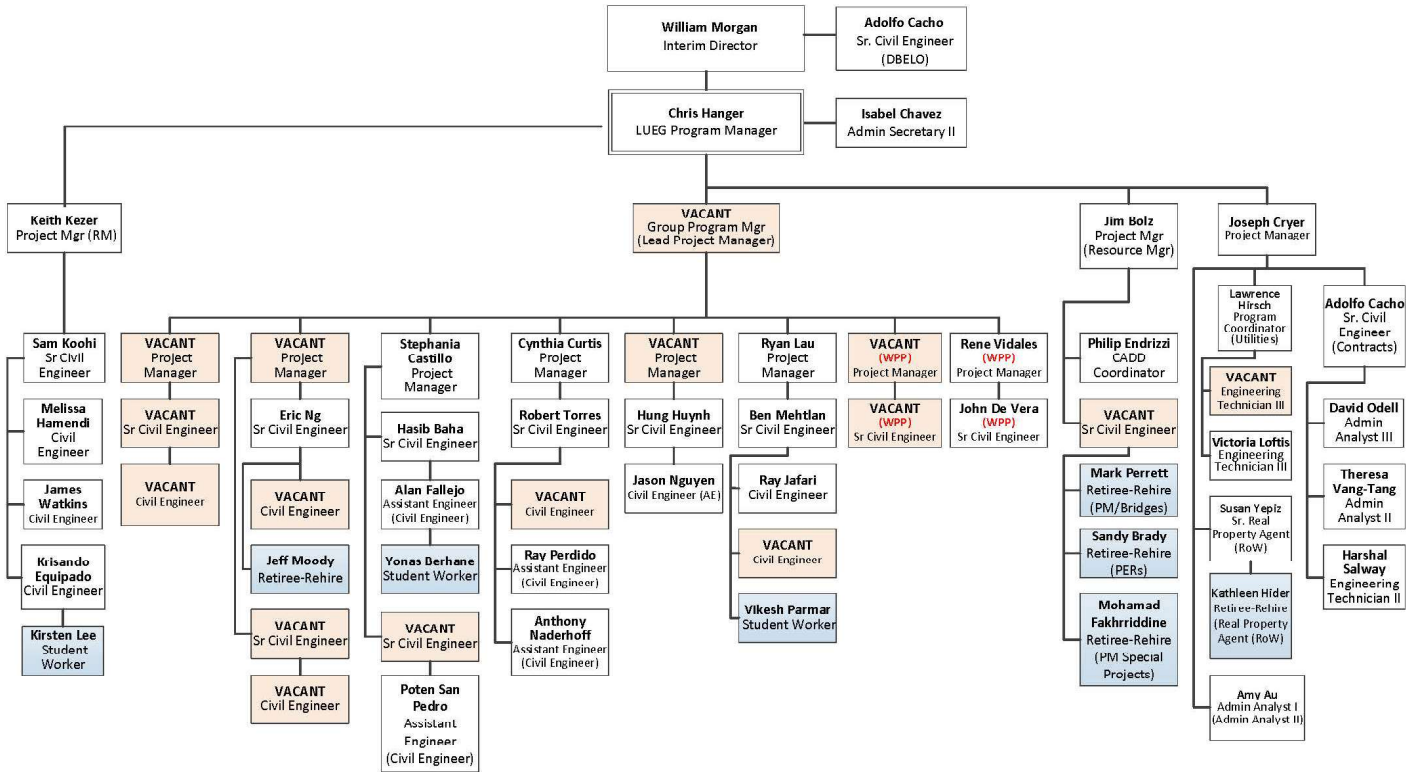 William Morgan
Interim Director
Adolfo Cacho
Sr. Civil Engineer
(DBELO)
Chris Hanger
LUEG Program Manager
Isabel Chavez
Admin Secretary II
Keith Kezer
Project Mgr (RM)
VACANT
Group Program Mgr
(Lead Project Manager)
Jim Bolz
Project Mgr
(Resource Mgr)
Joseph Cryer
Project Manager
Sam Koohi
Sr Civil
Engineer
Melissa
Hamendi
Civil
Engineer
James
Watkins
Civil Engineer
Krisando
Equipado
Civil Engineer
Kirsten Lee
Student
Worker
VACANT
Project
Manager
VACANT
Sr Civil Engineer
VACANT
Civil Engineer
VACANT
Project
Manager
Eric Ng
Sr Civil Engineer
VACANT
Civil Engineer
Jeff Moody
Retiree-Rehire
VACANT
Sr Civil Engineer
VACANT
Civil Engineer
Stephania
Castillo
Project
Manager
Hasib Baha
Sr Civil Engineer
Alan Fallejo
Assistant Engineer
(Civil Engineer)
Yonas Berhane
Student Worker
VACANT
Sr Civil Engineer
Poten San
Pedro
Assistant
Engineer
(Civil Engineer)
Cynthia Curtis
Project
Manager
Robert Torres
Sr Civil Engineer
VACANT
Civil Engineer
Ray Perdido
Assistant Engineer
(Civil Engineer)
Anthony
Naderhoff
Assistant Engineer
(Civil Engineer)
VACANT
Project
Manager
Hung Huynh
Sr Civil Engineer
Jason Nguyen
Civil Engineer (AE)
Ryan Lau
Project
Manager
Ben Mehtlan
Sr Civil Engineer
Ray Jafari
Civil Engineer
VACANT
Civil Engineer
Vikesh Parmar
Student Worker
VACANT
(WPP)
Project Manager
VACANT
(WPP)
Sr Civil Engineer
Rene Vidales
(WPP)
Project Manager
John De Vera
(WPP)
Sr Civil Engineer
Philip Endrizzi
CADD
Coordinator
VACANT
Sr Civil Engineer
Mark Perrett
Retiree-Rehire
(PM/Bridges)
Sandy Brady
Retiree-Rehire
(PERs)
Mohamad
Fakhrriddine
Retiree-Rehire
(PM Special
Projects)
Lawrence
Hirsch
Program
Coordinator
(Utilities)
VACANT
Engineering
Technician III
Victoria Loftis
Engineering
Technician III
Susan Yepiz
Sr. Real
Property Agent
(RoW)
Kathleen Hider
Retiree-Rehire
(Real Property
Agent (RoW)
Amy Au
Admin Analyst I
(Admin Analyst II)
Adolfo Cacho
Sr. Civil
Engineer
(Contracts)
David Odell
Admin
Analyst III
Theresa
Vang-Tang
Admin
Analyst II
Harshal
Salway
Engineering
Technician II